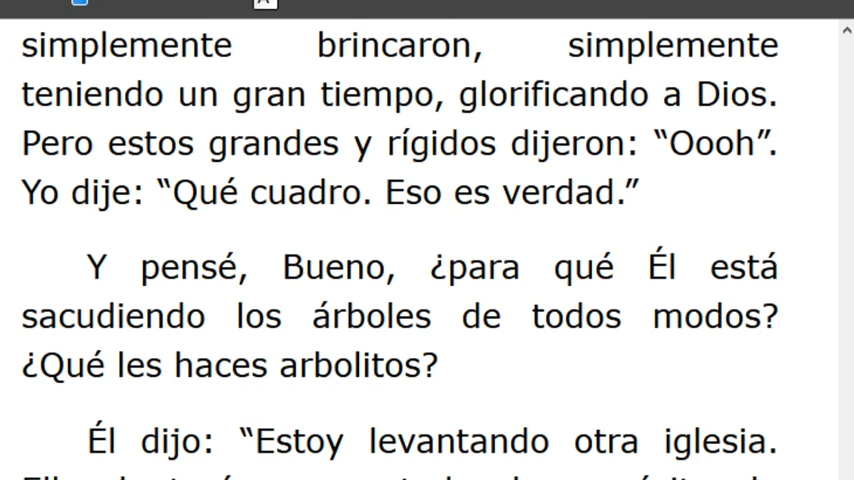 simplemente brincaron, simplemente
teniendo un gran tiempo, glorificando a Dios.
Pero estos grandes y rígidos dijeron: “Oooh”.
Yo dije: “Qué cuadro. Eso es verdad.”
Y pensé, Bueno, ¿para qué Él está
sacudiendo los árboles de todos modos?
¿Qué les haces arbolitos?
Él dijo: “Estoy levantando otra iglesia.